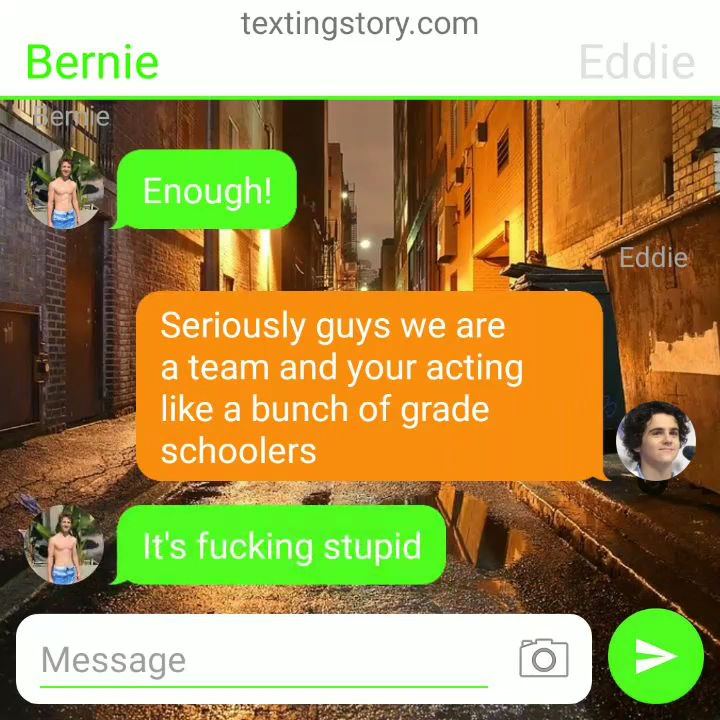 textingstory.com
Bernie
Eddie
Bernie
Enough!
Eddie
Seriously guys we are
a team and your acting
like a bunch of grade
schoolers
It's fucking stupid
Message